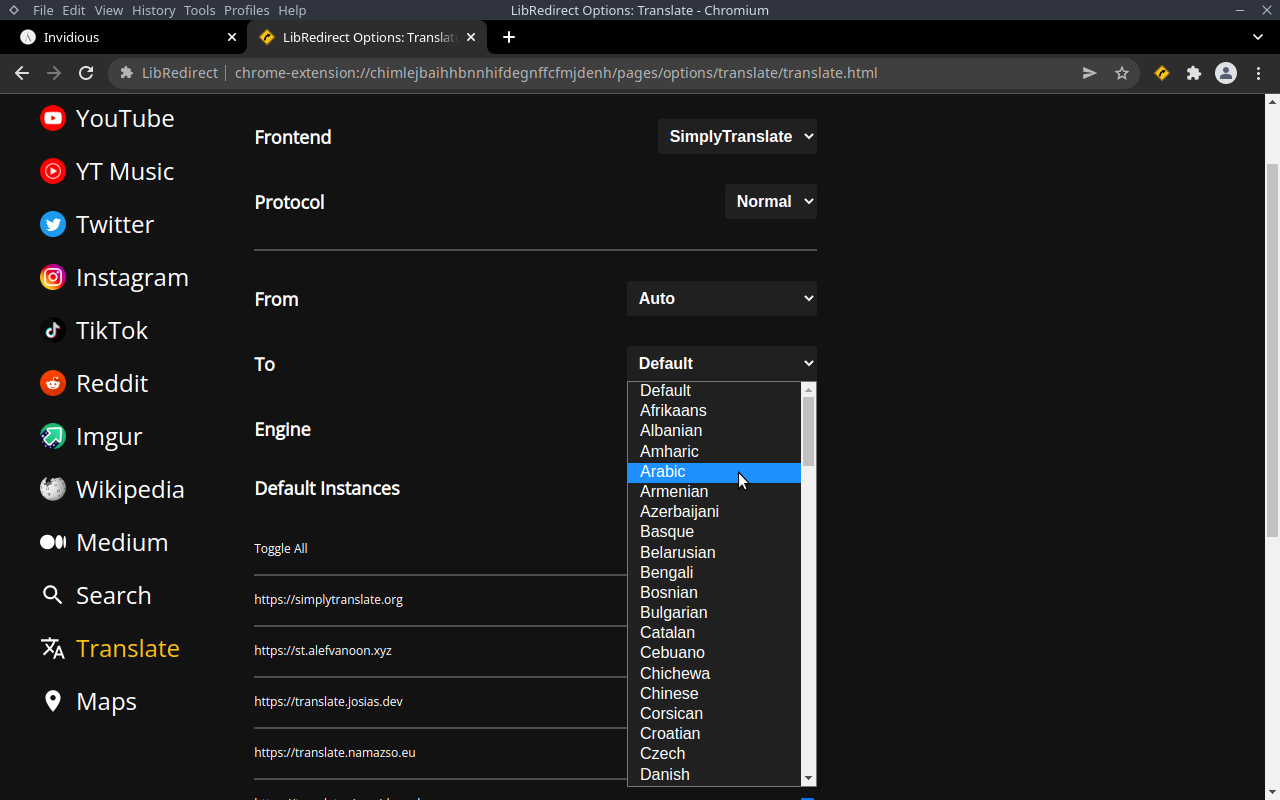 File Edit View History Tools Profiles Help
LibRedirect Options: Translate - Chromium
Invidious
LibRedirect Options: Translat
LibRedirect
chrome-extension://chimlejbaihhbnnhifdegnffcfmjdenh/pages/options/translate/translate.html
YouTube
YT Music
Twitter
Instagram
TikTok
Reddit
Imgur
Wikipedia
Medium
Search
Translate
Maps
Frontend
SimplyTranslate
Protocol
Normal
From
Auto
To
Default
Engine
Default Instances
Toggle All
https://simplytranslate.org
https://st.alefvanoon.xyz
https://translate.josias.dev
https://translate.namazso.eu
Default
Afrikaans
Albanian
Amharic
Arabic
Armenian
Azerbaijani
Basque
Belarusian
Bengali
Bosnian
Bulgarian
Catalan
Cebuano
Chichewa
Chinese
Corsican
Croatian
Czech
Danish